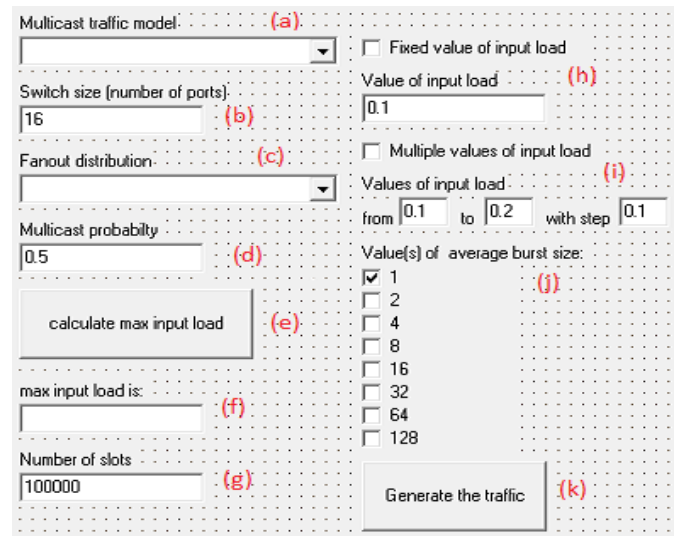 Multicast traffic model (a)
Switch size (number of ports)
16 (b)
Fanout distribution (c)
Multicast probabilty
0.5 (d)
calculate max input load (e)
max input load is:
(f)
Number of slots
100000 (g)
Fixed value of input load
Value of input load (h)
0.1
Multiple values of input load
(i)
Values of input load
from 0.1 to 0.2 with step 0.1
Value(s) of average burst size:
1 (j)
2
4
8
16
32
64
128
Generate the traffic (k)